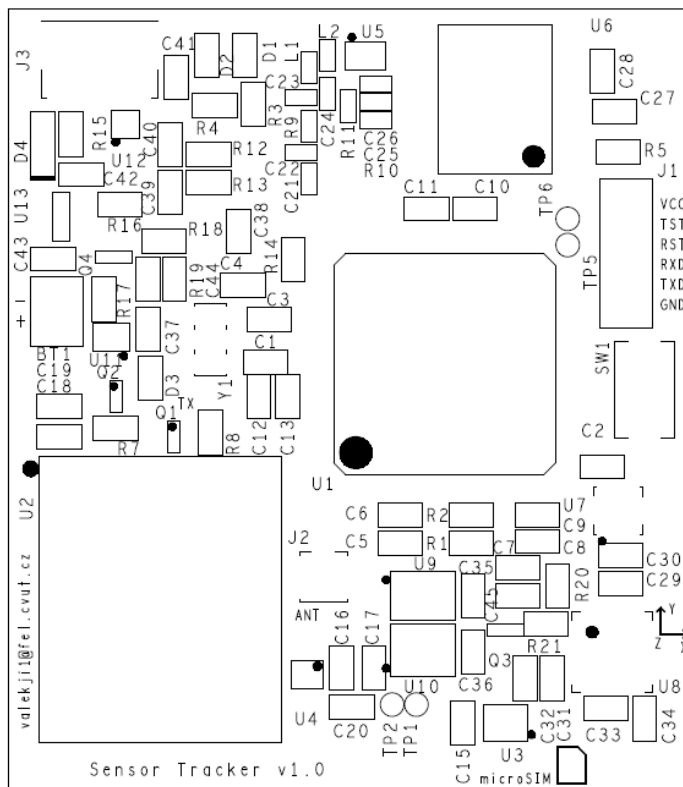 U6
L2
U5
C41
D2
D1
L1
J3
C28
C23
C27
R3
R4
R9
C24
R11
C26
C25
R10
R15
U12
C40
R12
C22
R5
J1
D4
C42
C39
R13
C21
TP6
VCC
TST
RST
RXD
TXD
GND
U13
R16
C38
C11
C10
R18
R14
TP5
C43
Q4
R17
R19
C44
C4
+ -
C3
BT1
U11
C37
C1
SW1
C19
C18
Q2
D3
Y1
TX
Q1
R7
R8
C12
C13
C2
U1
U2
C6
R2
U7
C9
J2
C5
R1
C8
C7
C30
U9
C35
C29
C45
R20
ANT
C16
C17
Y
Z
X
R21
Q3
U10
C36
U8
U4
C20
TP2
TP1
C15
U3
C32
C31
C33
C34
microSIM
valekji1@fel.cvut.cz
Sensor Tracker v1.0